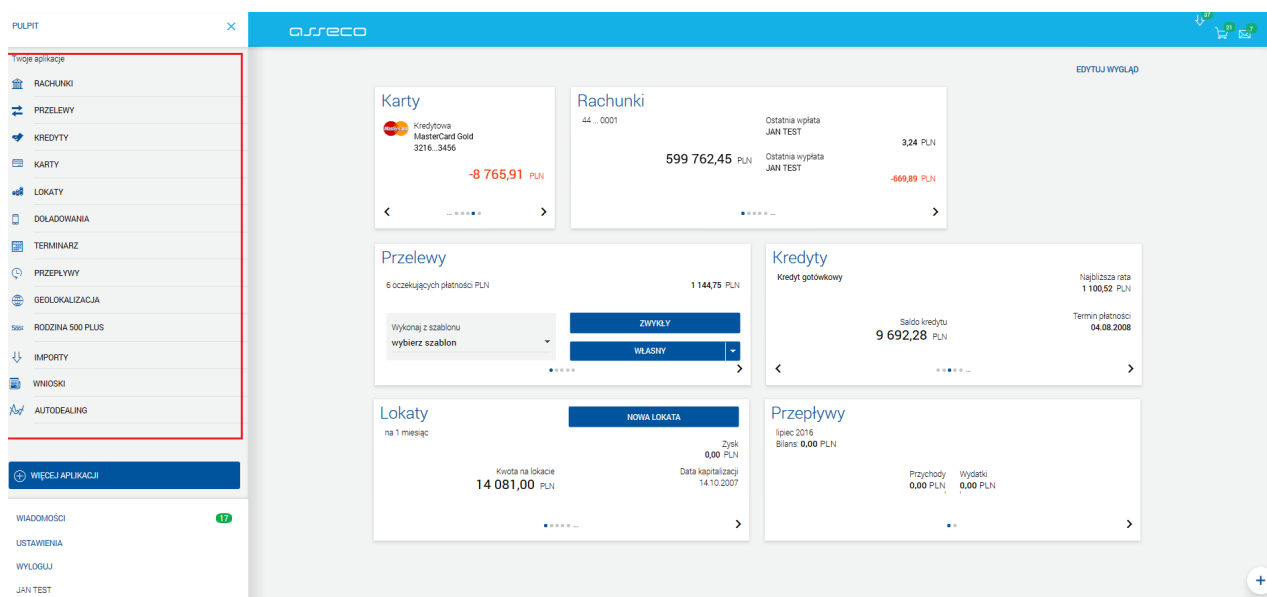 PULPIT
Twoje aplikacje
RACHUNKI
PRZELEWY
KREDYTY
KARTY
LOKATY
DOŁADOWANIA
TERMINARZ
PRZEPŁYWY
GEOLOKALIZACJA
RODZINA 500 PLUS
IMPORTY
WNIOSKI
AUTODEALING
WIĘCEJ APLIKACJI
WIADOMOŚCI 17
USTAWIENIA
WYLOGUJ
JAN TEST
asseco
37
21
7
EDYTUJ WYGLĄD
Karty
MasterCard
Kredytowa
MasterCard Gold
3216...3456
-8 765,91 PLN
...
Rachunki
44 ... 0001
599 762,45 PLN
Ostatnia wpłata
JAN TEST
3,24 PLN
Ostatnia wypłata
JAN TEST
-669,89 PLN
...
Przelewy
6 oczekujących płatności PLN 1 144,75 PLN
Wykonaj z szablonu
wybierz szablon
ZWYKŁY
WŁASNY
Kredyty
Kredyt gotówkowy
Najbliższa rata
1 100,52 PLN
Saldo kredytu
9 692,28 PLN
Termin płatności
04.08.2008
...
Lokaty
NOWA LOKATA
na 1 miesiąc
Zysk
0,00 PLN
Kwota na lokacie
14 081,00 PLN
Data kapitalizacji
14.10.2007
...
Przepływy
lipiec 2016
Bilans: 0,00 PLN
Przychody Wydatki
0,00 PLN 0,00 PLN